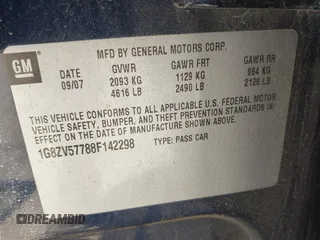 MFD BY GENERAL MOTORS CORP.
GM
DATE GVWR GAWR FRT GAWR RR
09/07 2093 KG 1129 KG 954 KG
4616 LB 2490 LB 2126 LB
THIS VEHICLE CONFORMS TO ALL APPLICABLE U.S. FEDERAL MOTOR
VEHICLE SAFETY, BUMPER, AND THEFT PREVENTION STANDARDS IN
EFFECT ON THE DATE OF MANUFACTURE SHOWN ABOVE.
1G8ZV57788F142298 TYPE: PASS CAR
DREAMBID